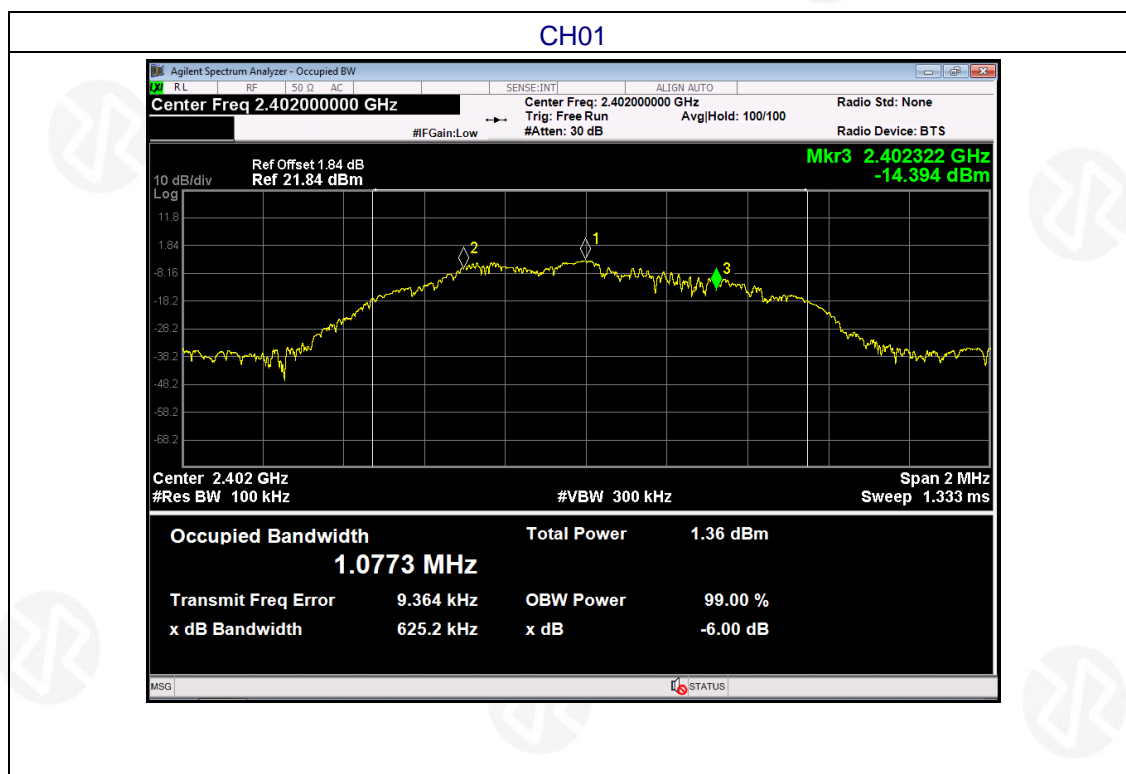 CH01
Agilent Spectrum Analyzer - Occupied BW
RL RF 50 Ω AC SENSE:INT ALIGN AUTO
Center Freq 2.402000000 GHz
Center Freq: 2.402000000 GHz
Radio Std: None
Trig: Free Run
Avg|Hold: 100/100
#IFGain:Low
#Atten: 30 dB
Radio Device: BTS
Mkr3 2.402322 GHz
-14.394 dBm
Ref Offset 1.84 dB
10 dB/div
Ref 21.84 dBm
Log
11.8
1.84
-8.16
-18.2
-28.2
-38.2
-48.2
-58.2
-68.2
2
1
3
Center 2.402 GHz
Span 2 MHz
#Res BW 100 kHz
#VBW 300 kHz
Sweep 1.333 ms
Occupied Bandwidth
Total Power 1.36 dBm
1.0773 MHz
Transmit Freq Error 9.364 kHz
OBW Power 99.00 %
x dB Bandwidth 625.2 kHz
x dB -6.00 dB
MSG
STATUS